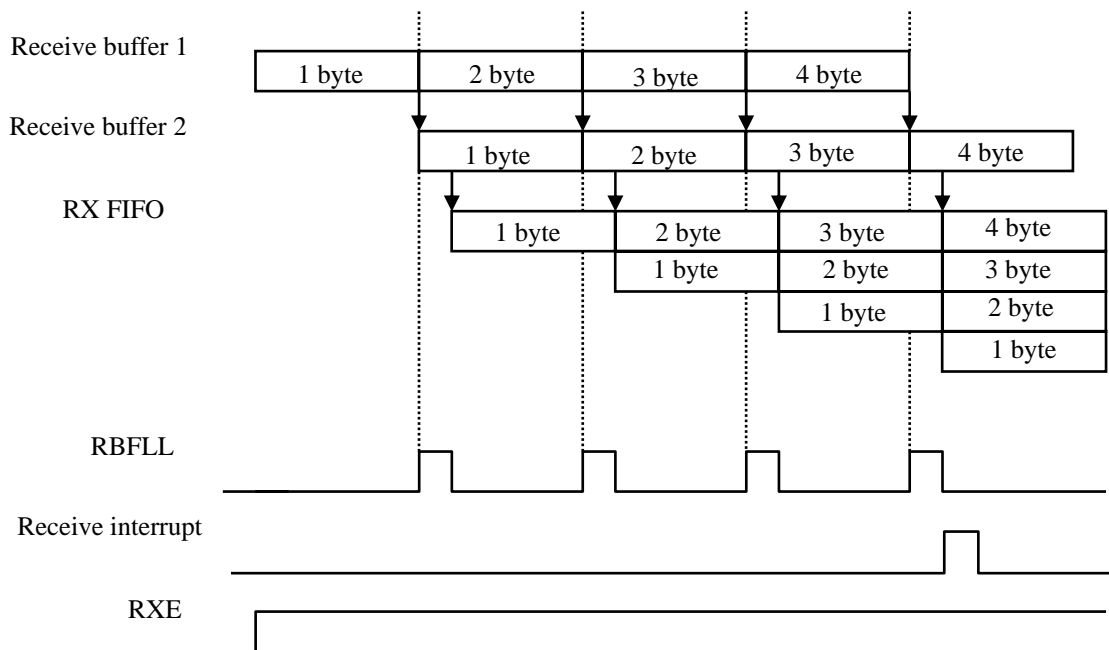 Receive buffer 1
1 byte 2 byte 3 byte 4 byte
Receive buffer 2
1 byte 2 byte 3 byte 4 byte
RX FIFO
1 byte 2 byte 3 byte 4 byte
1 byte 2 byte 3 byte
1 byte 2 byte
1 byte
RBFLL
Receive interrupt
RXE